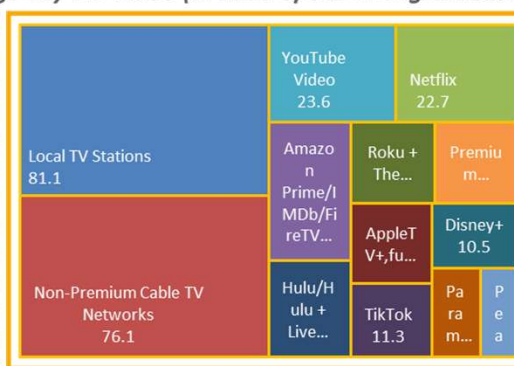 Local TV Stations
81.1
Non-Premium Cable TV
Networks
76.1
YouTube
Video
23.6
Netflix
22.7
Amazo
n
Prime/I
MDb/Fi
reTV...
Roku +
The...
Premiu
m...
Hulu/H
ulu +
Live...
AppleT
V+,fu...
Disney+
10.5
TikTok
11.3
Pa
ra
m...
P
e
a